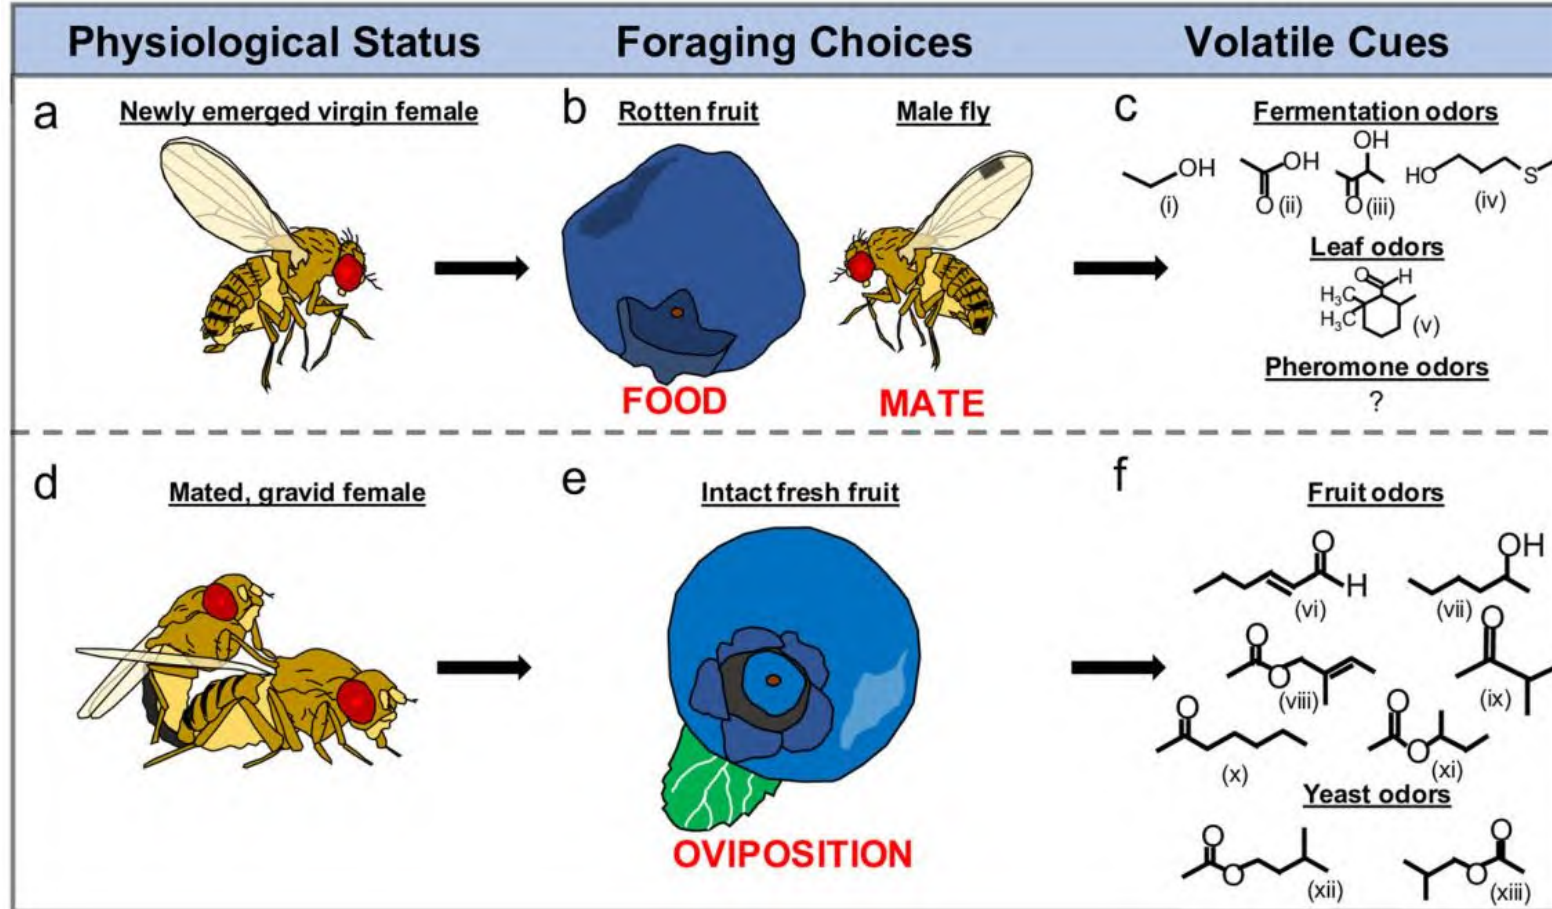 Physiological Status
Foraging Choices
Volatile Cues
a
Newly emerged virgin female
b
Rotten fruit
Male fly
FOOD
MATE
c
Fermentation odors
OH
(i)
OH
O
(ii)
OH
O
(iii)
HO
S
(iv)
Leaf odors
O
H
H₃C
H₃C
(v)
Pheromone odors
?
d
Mated, gravid female
e
Intact fresh fruit
OVIPOSITION
f
Fruit odors
O
H
(vi)
OH
(vii)
O
O
(viii)
O
(ix)
O
(x)
O
O
(xi)
Yeast odors
O
O
(xii)
O
O
(xiii)